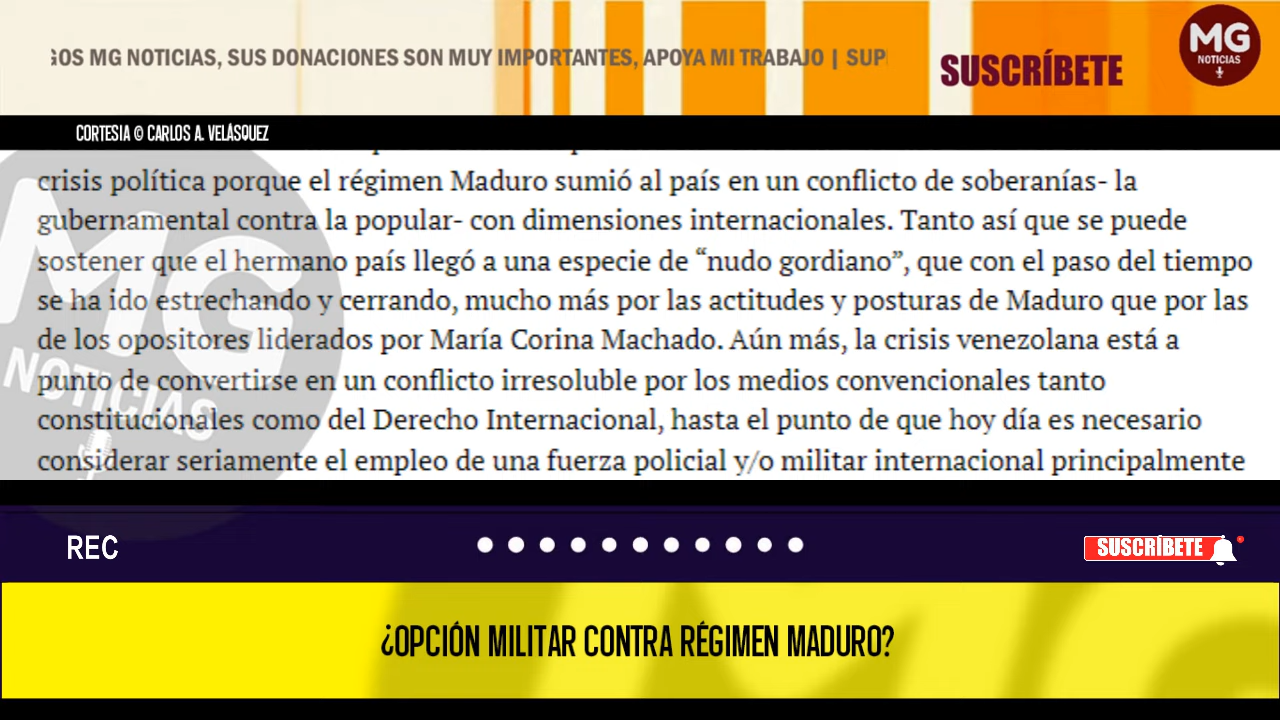 GOS MG NOTICIAS, SUS DONACIONES SON MUY IMPORTANTES, APOYA MI TRABAJO | SUP
SUSCRÍBETE
MG
NOTICIAS
CORTESIA © CARLOS A. VELÁSQUEZ
crisis política porque el régimen Maduro sumió al país en un conflicto de soberanías- la
gubernamental contra la popular- con dimensiones internacionales. Tanto así que se puede
sostener que el hermano país llegó a una especie de “nudo gordiano”, que con el paso del tiempo
se ha ido estrechando y cerrando, mucho más por las actitudes y posturas de Maduro que por las
de los opositores liderados por María Corina Machado. Aún más, la crisis venezolana está a
punto de convertirse en un conflicto irresoluble por los medios convencionales tanto
constitucionales como del Derecho Internacional, hasta el punto de que hoy día es necesario
considerar seriamente el empleo de una fuerza policial y/o militar internacional principalmente
MG
NOTICIAS
REC
SUSCRÍBETE
¿OPCIÓN MILITAR CONTRA RÉGIMEN MADURO?